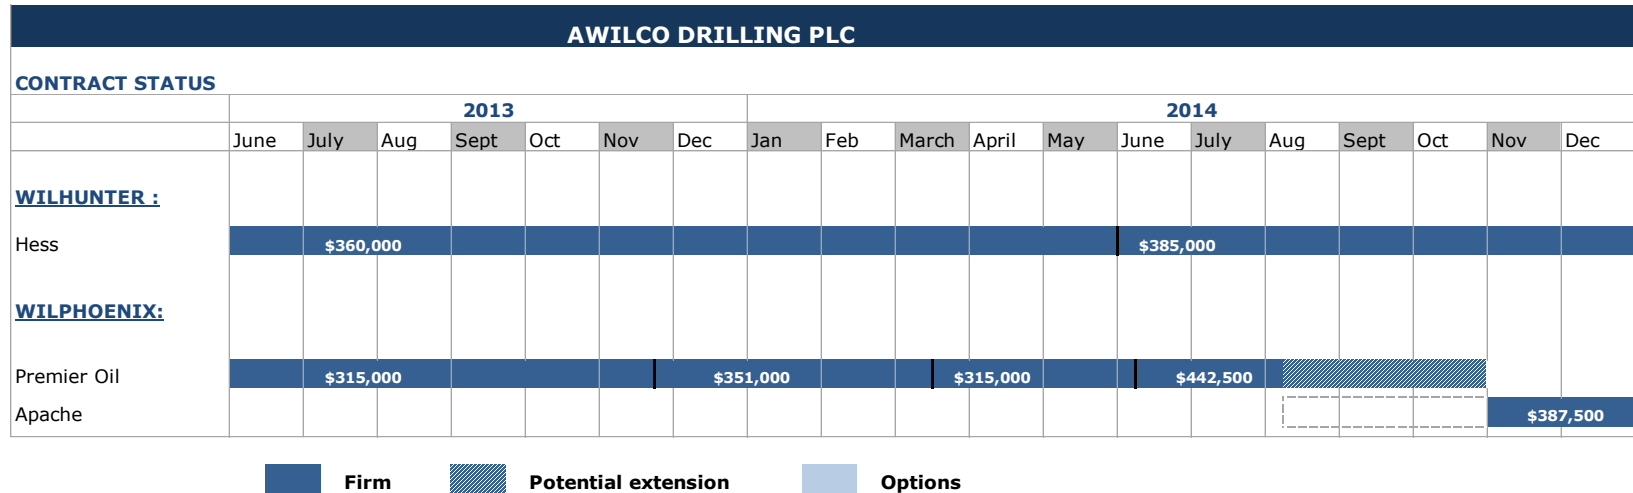 AWILCO DRILLING PLC
CONTRACT STATUS
2013 2014
June July Aug Sept Oct Nov Dec Jan Feb March April May June July Aug Sept Oct Nov Dec
WILHUNTER :
Hess $360,000 $385,000
WILPHOENIX:
Premier Oil $315,000 $351,000 $315,000 $442,500
Apache $387,500
Firm Potential extension Options